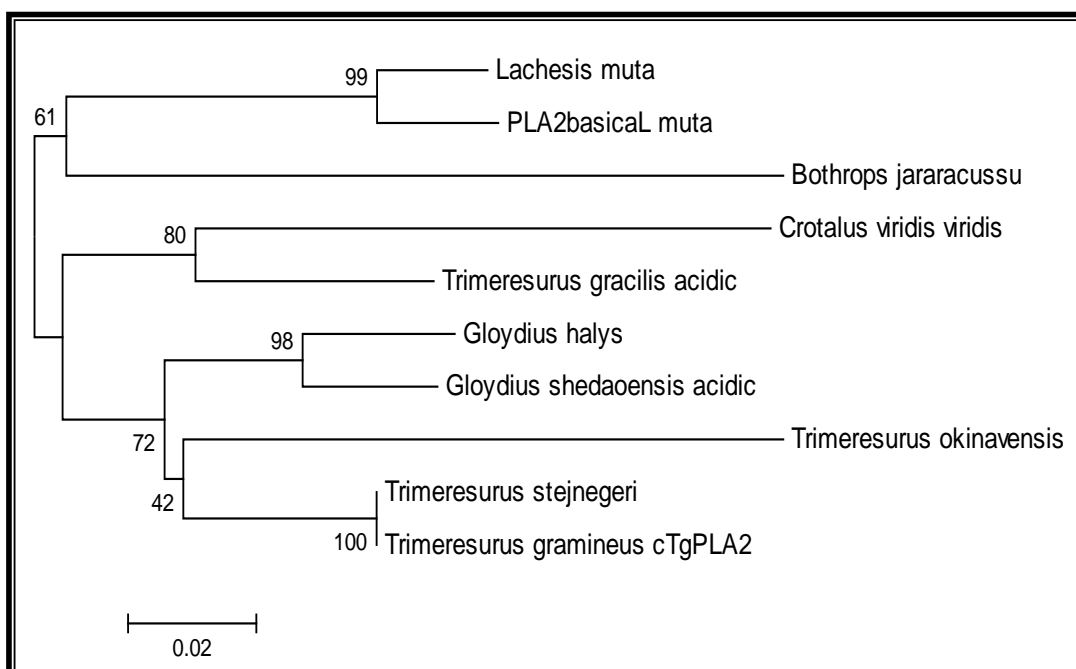 99
Lachesis muta
61
PLA2basicaL muta
Bothrops jararacussu
80
Crotalus viridis viridis
Trimeresurus gracilis acidic
98
Gloydius halys
Gloydius shedaoensis acidic
72
Trimeresurus okinavensis
42
Trimeresurus stejnegeri
100
Trimeresurus gramineus cTgPLA2
0.02